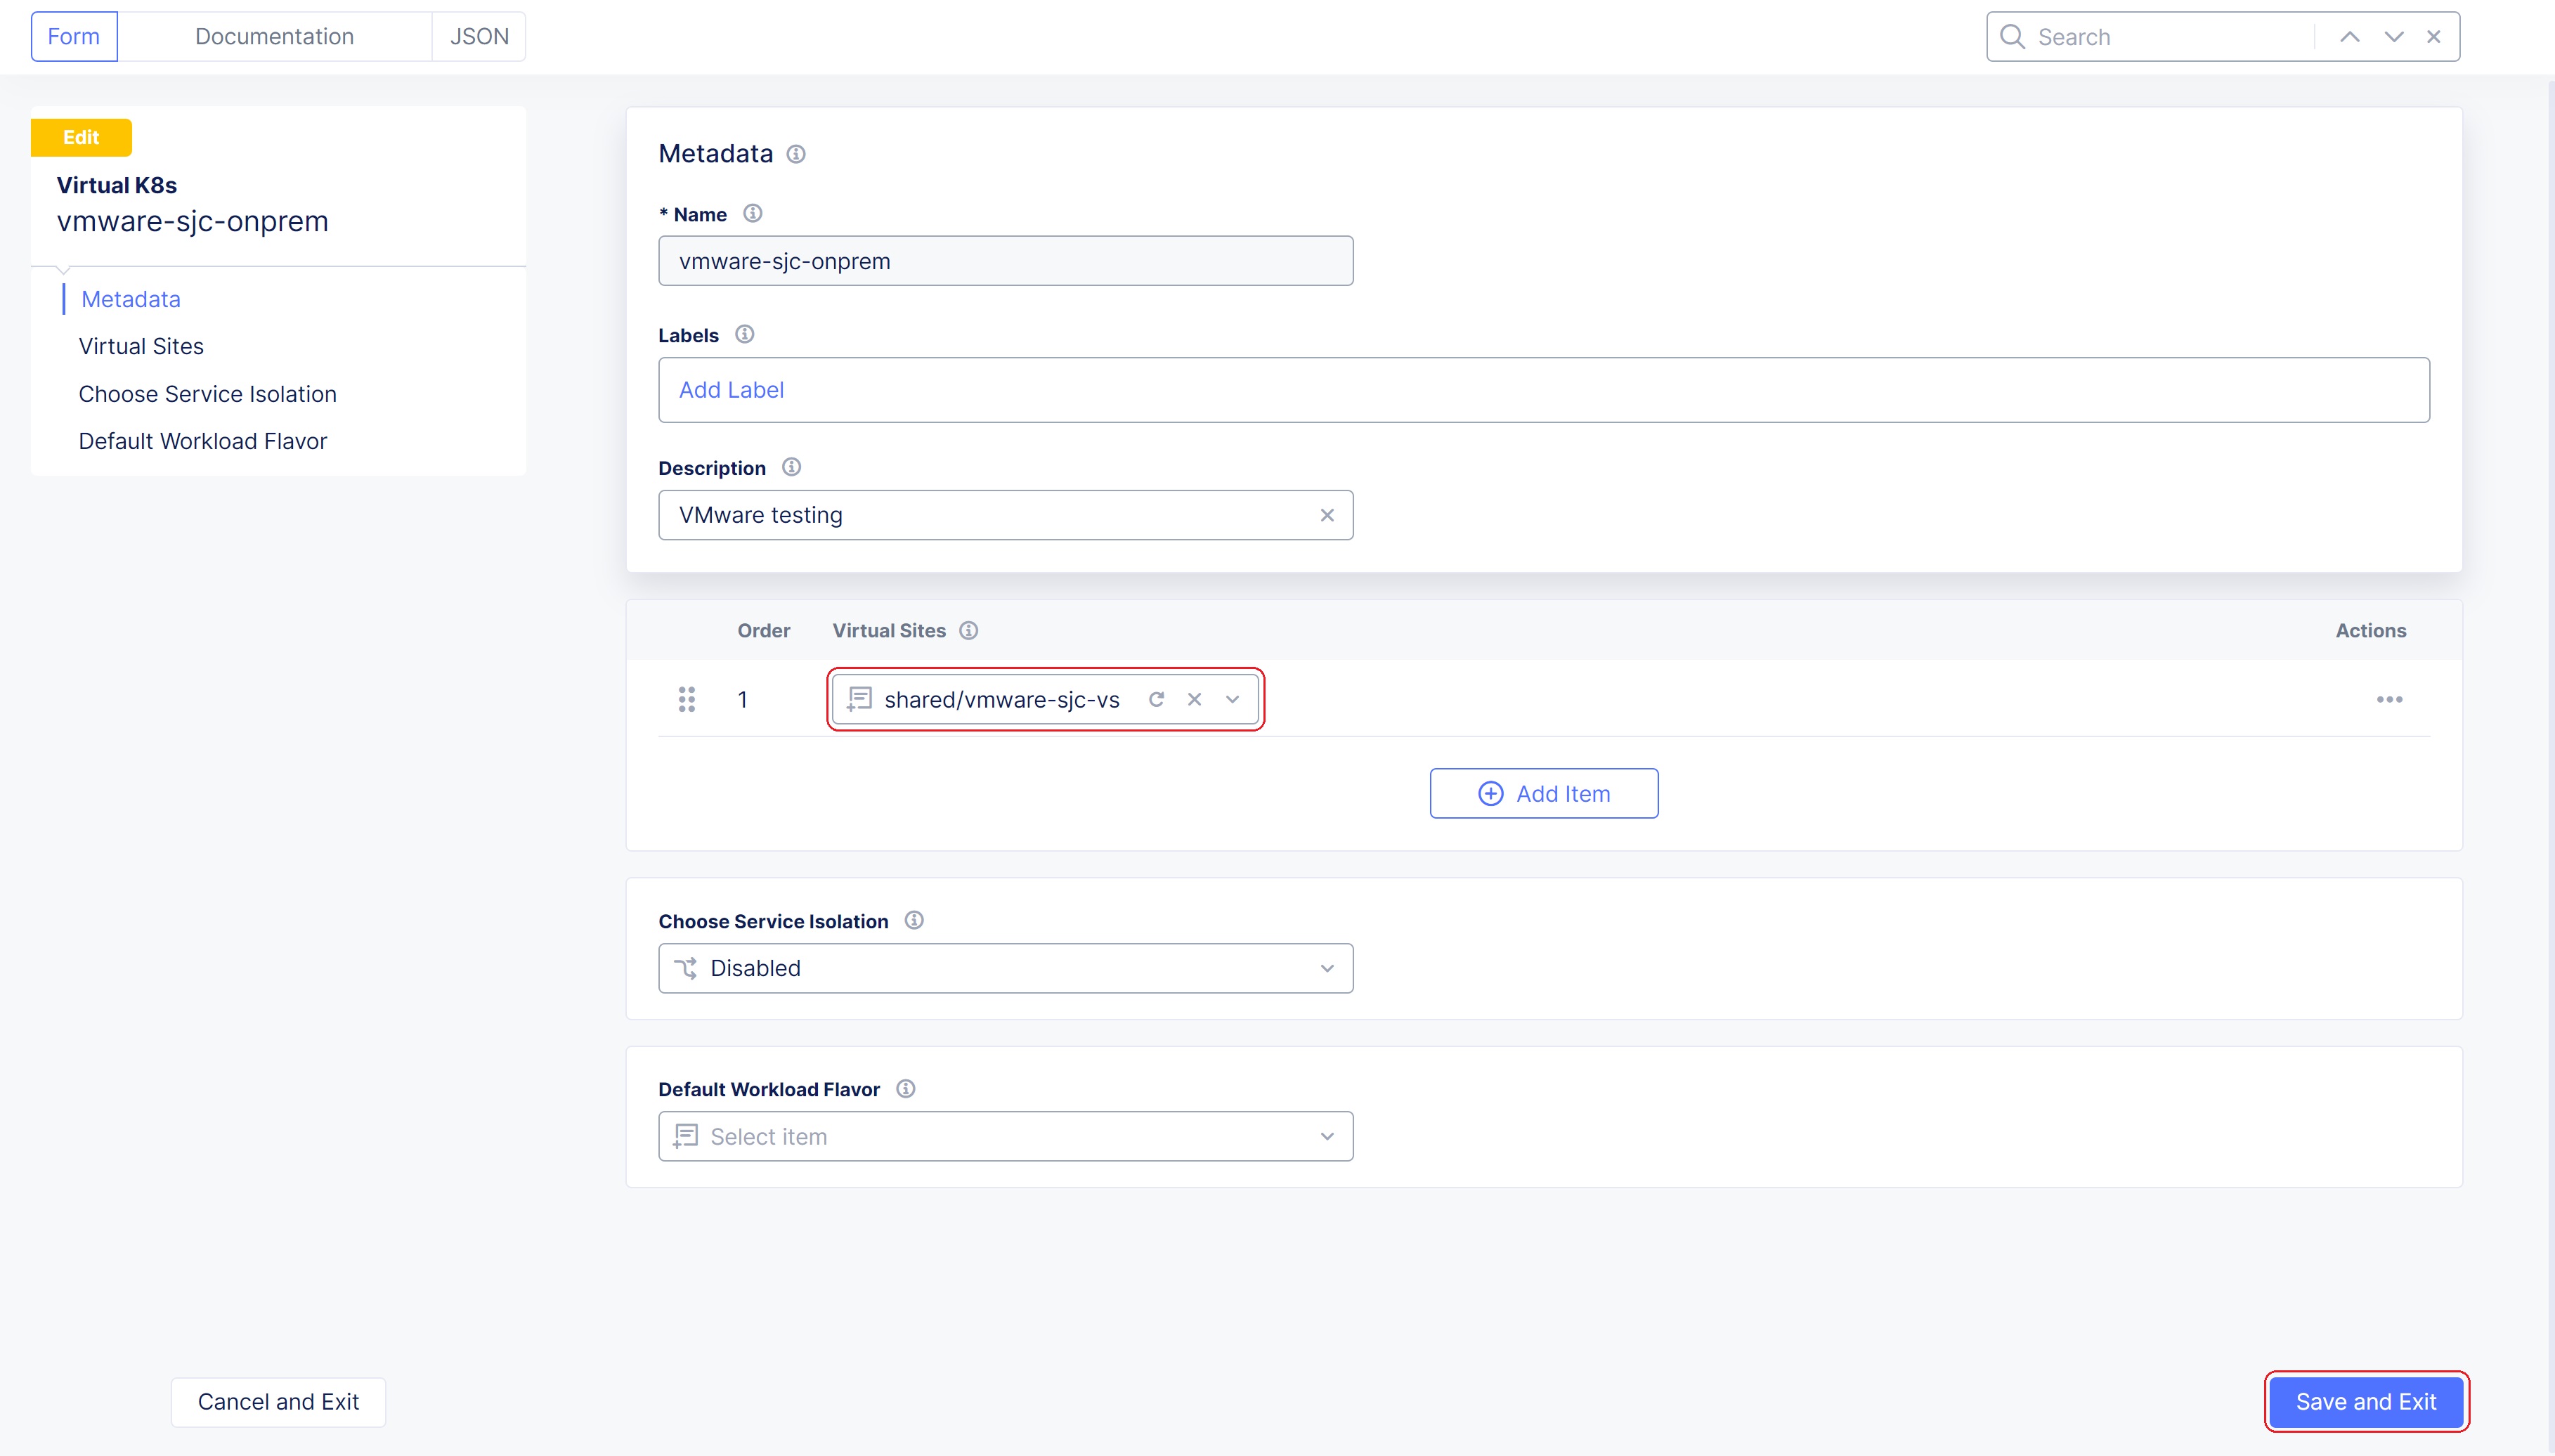 Form
Documentation
JSON
Search
Edit
Virtual K8s
vmware-sjc-onprem
Metadata
Virtual Sites
Choose Service Isolation
Default Workload Flavor
Metadata
* Name
vmware-sjc-onprem
Labels
Add Label
Description
VMware testing
Order
Virtual Sites
Actions
1
shared/vmware-sjc-vs
Add Item
Choose Service Isolation
Disabled
Default Workload Flavor
Select item
Cancel and Exit
Save and Exit